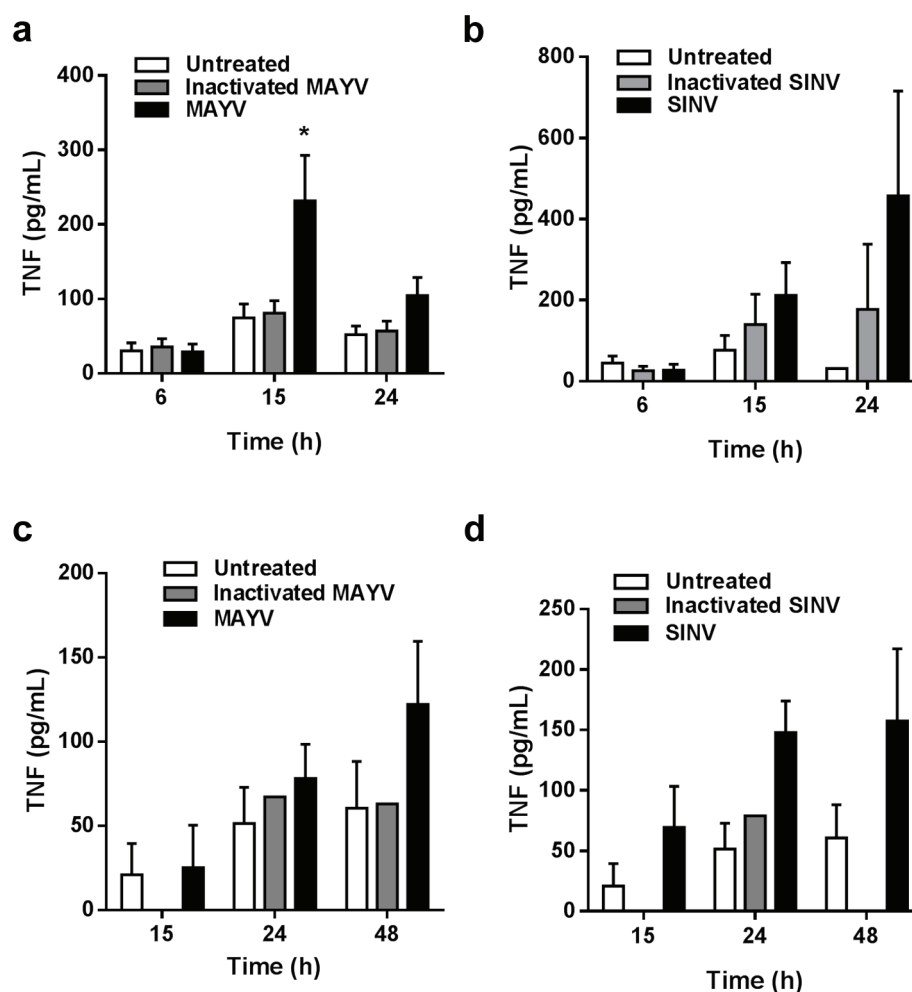 a
Untreated
Inactivated MAYV
MAYV
*
TNF (pg/mL)
400
300
200
100
0
6 15 24
Time (h)
b
Untreated
Inactivated SINV
SINV
TNF (pg/mL)
800
600
400
200
0
6 15 24
Time (h)
c
Untreated
Inactivated MAYV
MAYV
TNF (pg/mL)
200
150
100
50
0
15 24 48
Time (h)
d
Untreated
Inactivated SINV
SINV
TNF (pg/mL)
250
200
150
100
50
0
15 24 48
Time (h)